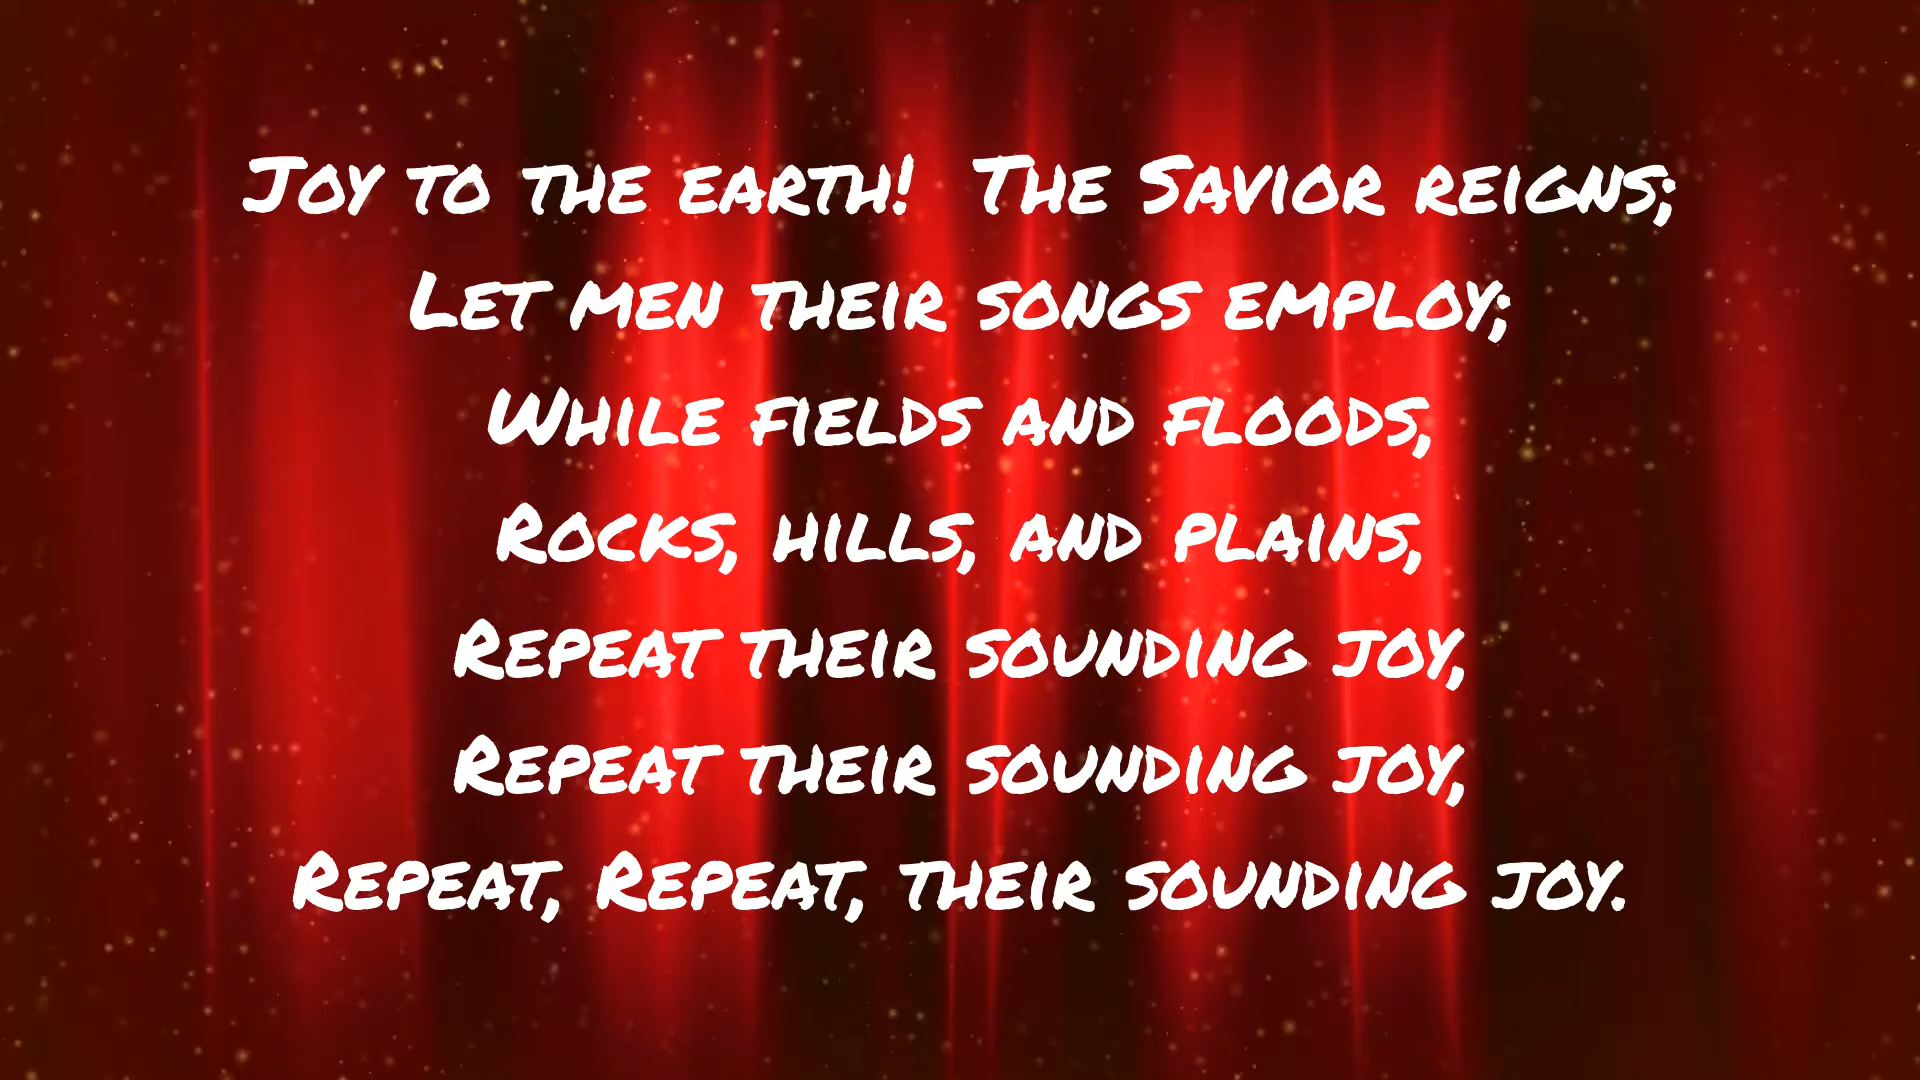 Joy to the earth!  The Savior reigns;
Let men their songs employ;
While fields and floods,
Rocks, hills, and plains,
Repeat their sounding joy,
Repeat their sounding joy,
Repeat, Repeat, their sounding joy.